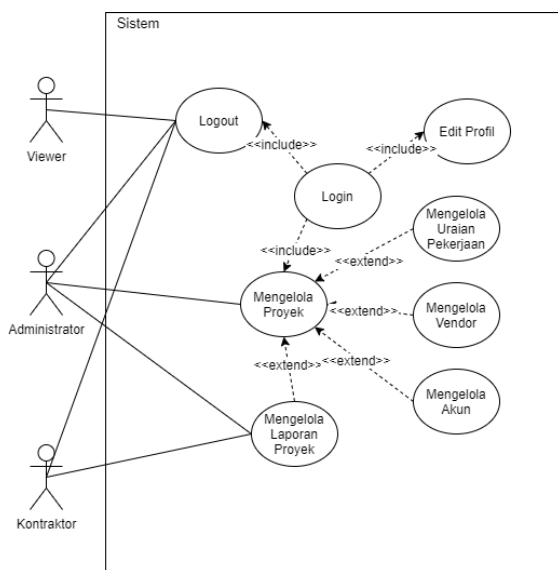 Sistem
Viewer
Logout
<<include>>
<<include>>
Edit Profil
Login
<<include>>
Mengelola
Uraian
Pekerjaan
<<extend>>
Administrator
Mengelola
Proyek
<<extend>>
Mengelola
Vendor
<<extend>>
<<extend>>
Mengelola
Akun
Mengelola
Laporan
Proyek
Kontraktor